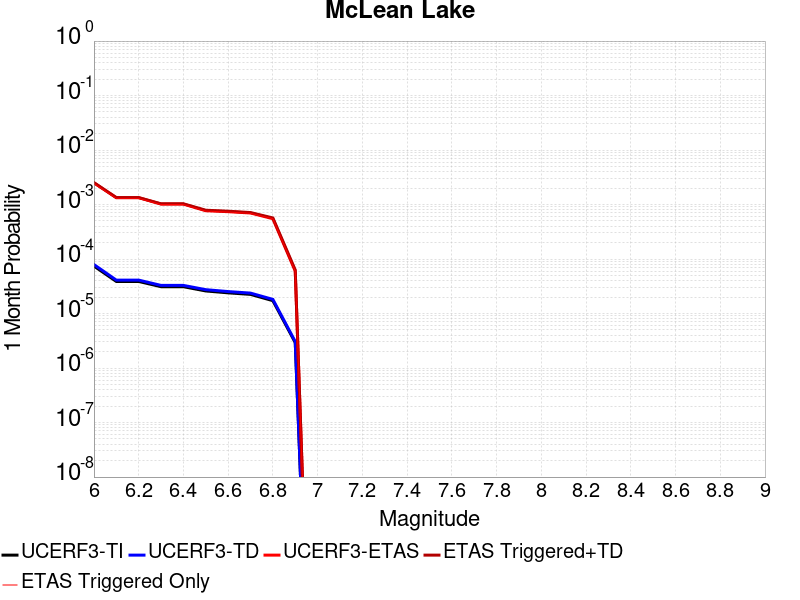 McLean Lake
10^0
10^-1
10^-2
10^-3
10^-4
10^-5
10^-6
10^-7
10^-8
1 Month Probability
6 6.2 6.4 6.6 6.8 7 7.2 7.4 7.6 7.8 8 8.2 8.4 8.6 8.8 9
Magnitude
UCERF3-TI UCERF3-TD UCERF3-ETAS ETAS Triggered+TD
ETAS Triggered Only